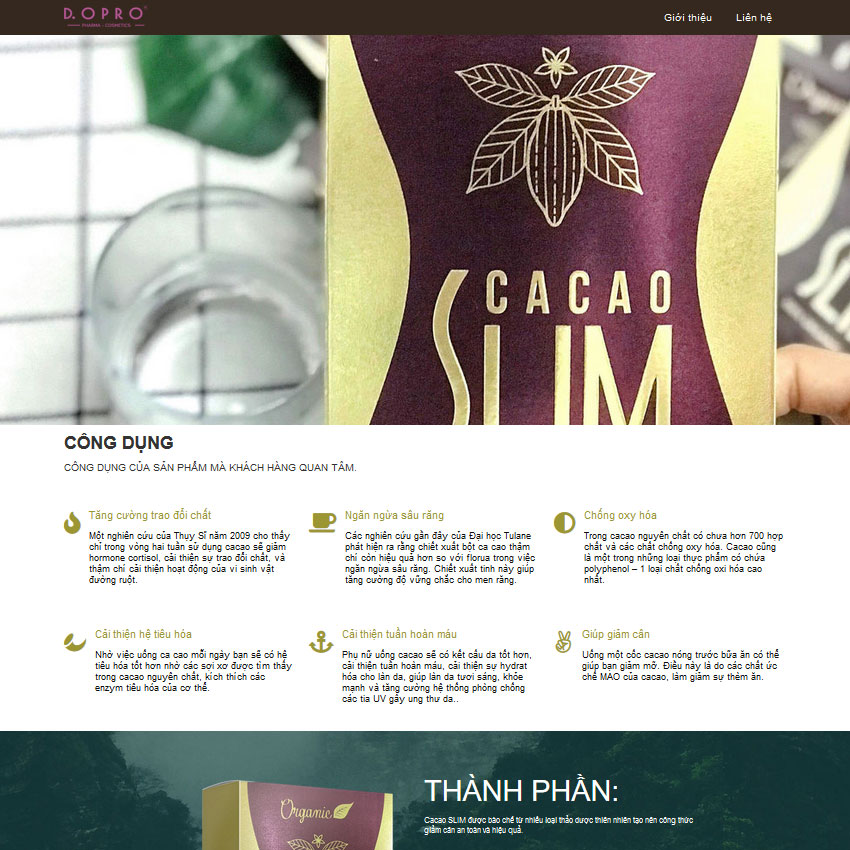 D.OPRO
PHARMA - COSMETICS
Giới thiệu
Liên hệ
Organic
CACAO
SLIM
SLI
CÔNG DỤNG
CÔNG DỤNG CỦA SẢN PHẨM MÀ KHÁCH HÀNG QUAN TÂM.
Tăng cường trao đổi chất
Một nghiên cứu của Thụy Sĩ năm 2009 cho thấy
chỉ trong vòng hai tuần sử dụng cacao sẽ giảm
hormone cortisol, cải thiện sự trao đổi chất, và
thậm chí cải thiện hoạt động của vi sinh vật
đường ruột.
Ngăn ngừa sâu răng
Các nghiên cứu gần đây của Đại học Tulane
phát hiện ra rằng chiết xuất bột ca cao thậm
chí còn hiệu quả hơn so với florua trong việc
ngăn ngừa sâu răng. Chiết xuất tinh này giúp
tăng cường độ vững chắc cho men răng.
Chống oxy hóa
Trong cacao nguyên chất có chưa hơn 700 hợp
chất và các chất chống oxy hóa. Cacao cũng
là một trong những loại thực phẩm có chứa
polyphenol – 1 loại chất chống oxi hóa cao
nhất.
Cải thiện hệ tiêu hóa
Nhờ việc uống ca cao mỗi ngày bạn sẽ có hệ
tiêu hóa tốt hơn nhờ các sợi xơ được tìm thấy
trong cacao nguyên chất, kích thích các
enzym tiêu hóa của cơ thể.
Cải thiện tuần hoàn máu
Phụ nữ uống cacao sẽ có kết cấu da tốt hơn,
cải thiện tuần hoàn máu, cải thiện sự hydrat
hóa cho làn da, giúp làn da tươi sáng, khỏe
mạnh và tăng cường hệ thống phòng chống
các tia UV gây ung thư da..
Giúp giảm cân
Uống một cốc cacao nóng trước bữa ăn có thể
giúp bạn giảm mỡ. Điều này là do các chất ức
chế MAO của cacao, làm giảm sự thèm ăn.
Organic
THÀNH PHẦN:
Cacao SLIM được bào chế từ nhiều loại thảo dược thiên nhiên tạo nên công thức
giảm cân an toàn và hiệu quả.